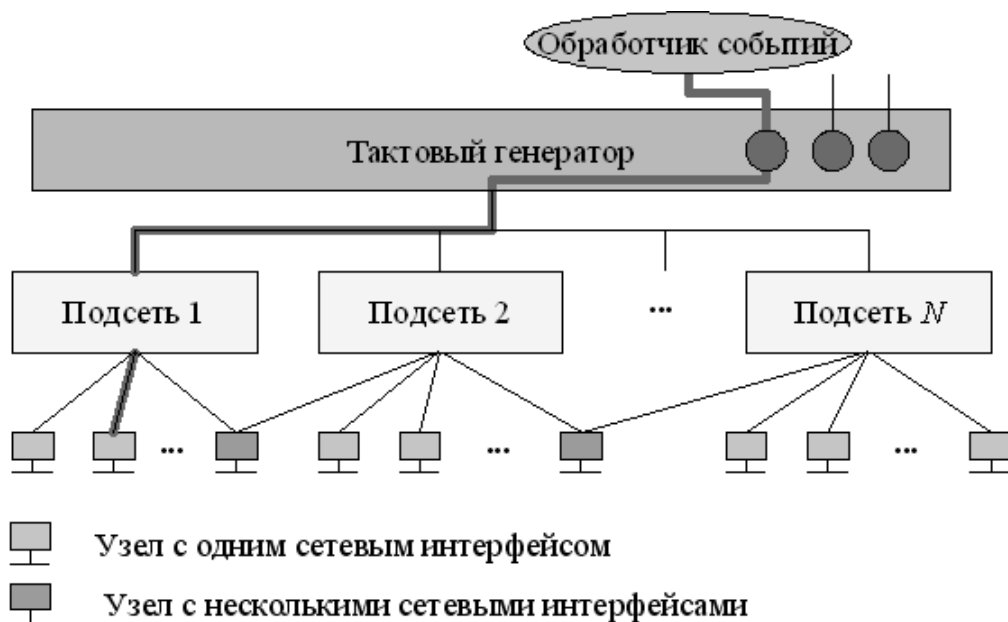 Обработчик событий
Тактовый генератор
Подсеть 1
Подсеть 2
...
Подсеть N
...
...
...
Узел с одним сетевым интерфейсом
Узел с несколькими сетевыми интерфейсами